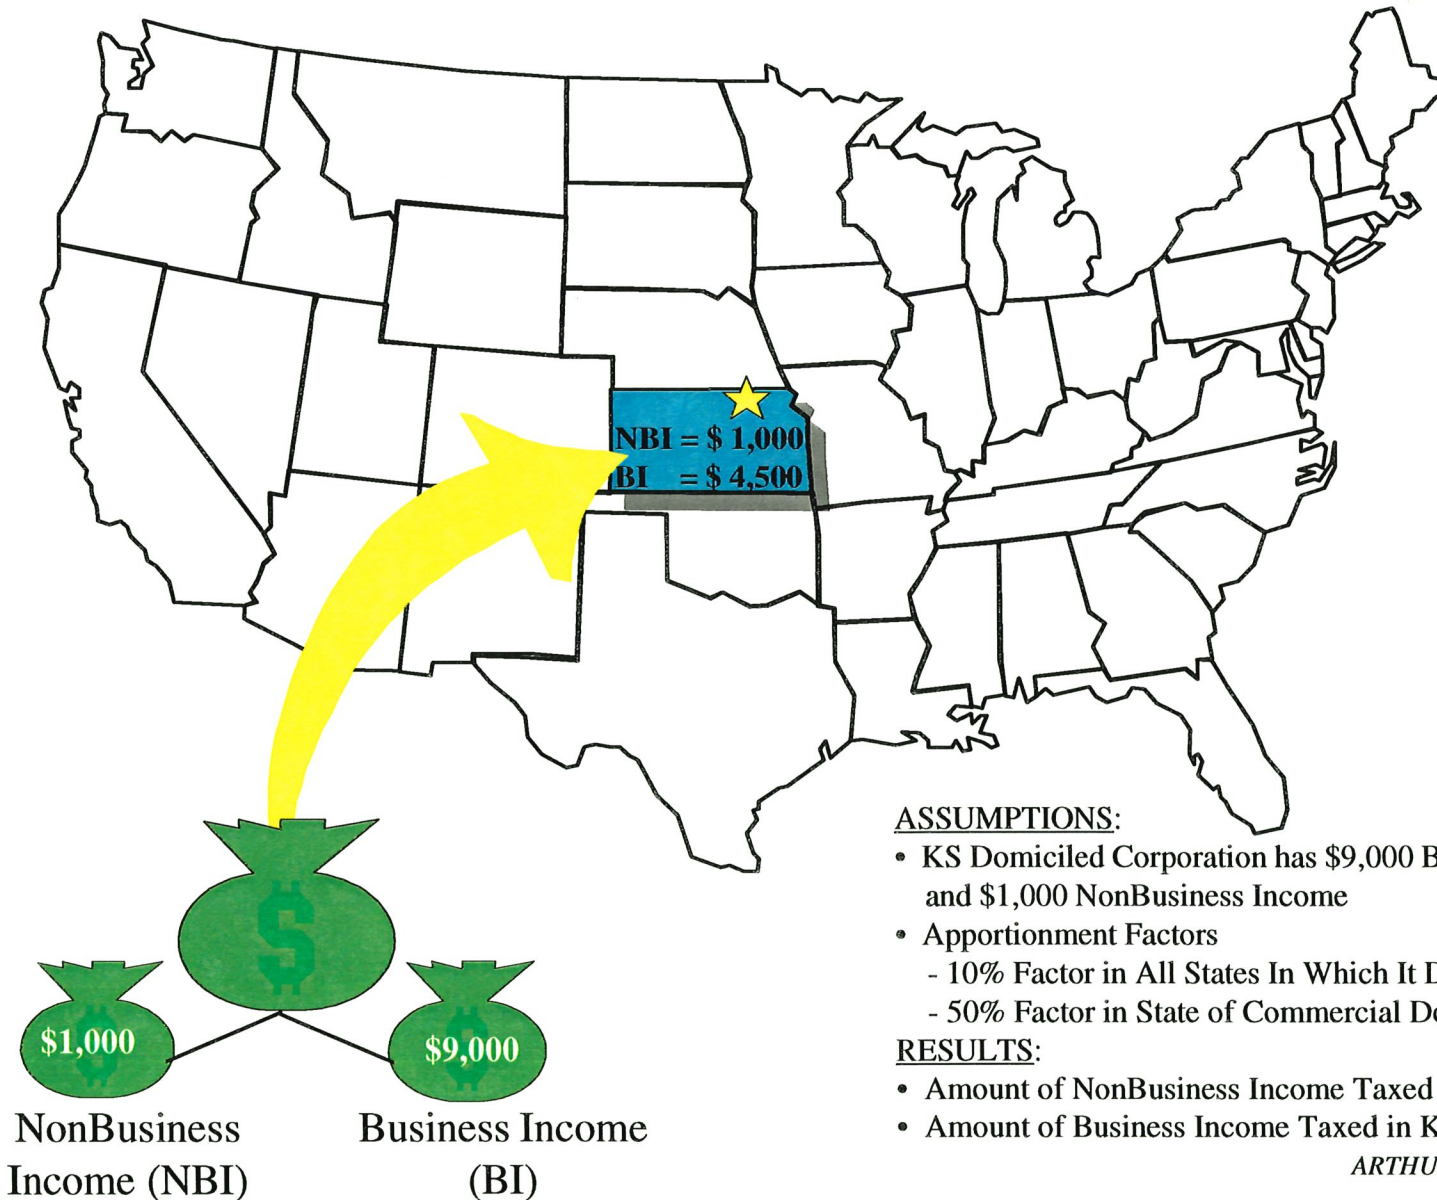 NBI = $ 1,000
BI = $ 4,500
$1,000
$9,000
NonBusiness
Income (NBI)
Business Income
(BI)
ASSUMPTIONS:
• KS Domiciled Corporation has $9,000 B
and $1,000 NonBusiness Income
• Apportionment Factors
- 10% Factor in All States In Which It D
- 50% Factor in State of Commercial Do
RESULTS:
• Amount of NonBusiness Income Taxed
• Amount of Business Income Taxed in K
ARTHU